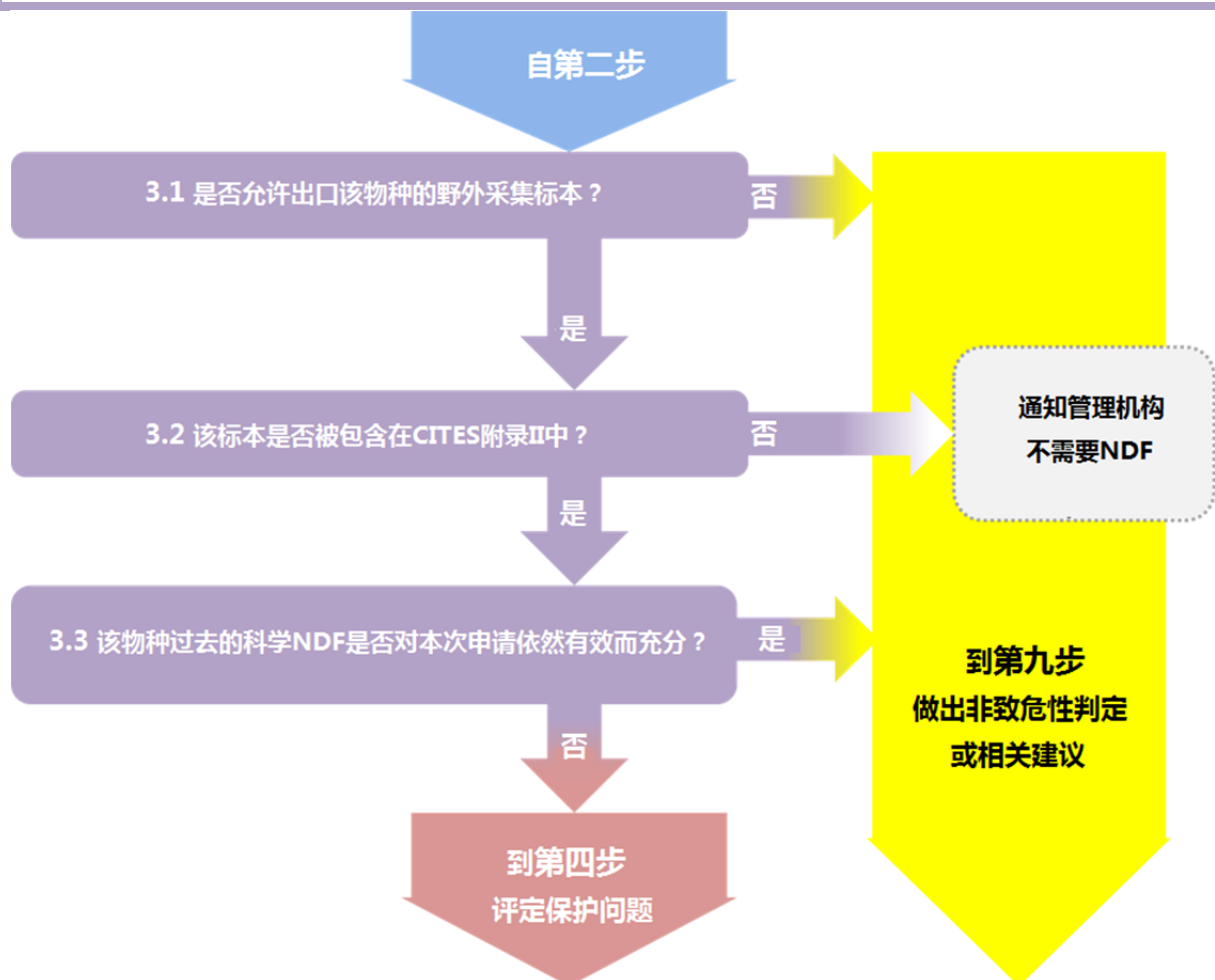 自第二步
3.1 是否允许出口该物种的野外采集标本？
否
是
3.2 该标本是否被包含在CITES附录II中？
否
通知管理机构
不需要NDF
是
3.3 该物种过去的科学NDF是否对本次申请依然有效而充分？
是
到第九步
做出非致危性判定
或相关建议
否
到第四步
评定保护问题